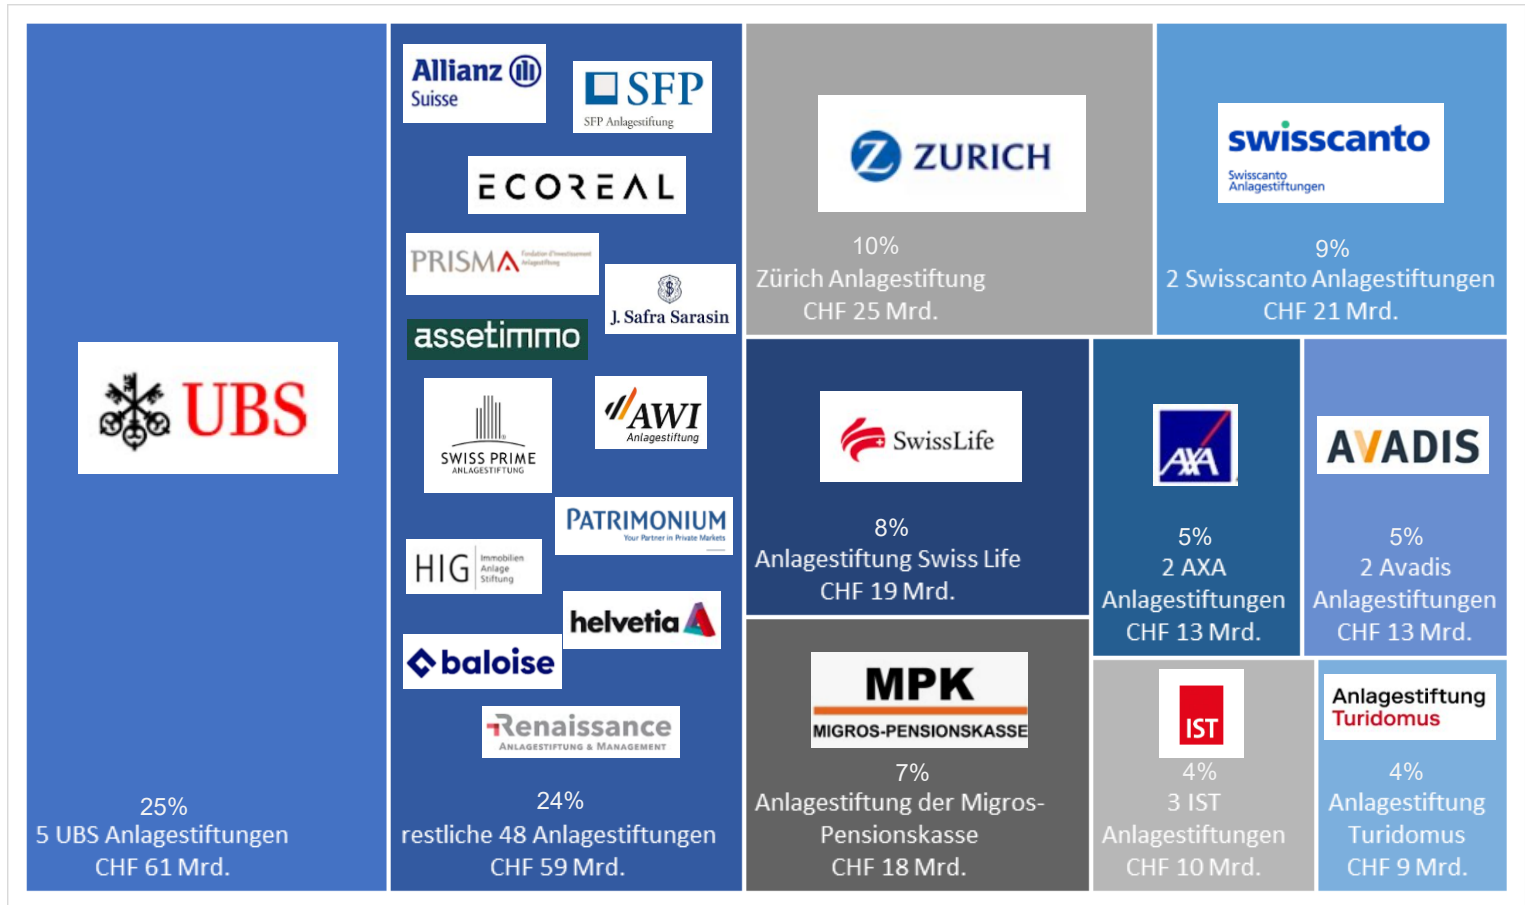 UBS
25%
5 UBS Anlagestiftungen
CHF 61 Mrd.
Allianz
Suisse
SFP
SFP Anlagestiftung
ECOREAL
PRISMA
Fondation d'investissement
Anlagestiftung
J. Safra Sarasin
assetimmo
SWISS PRIME
ANLAGESTIFTUNG
AWI
Anlagestiftung
PATRIMONIUM
Your Partner in Private Markets
HIG
Immobilien
Anlage
Stiftung
helvetia
baloise
Renaissance
ANLAGESTIFTUNG & MANAGEMENT
24%
restliche 48 Anlagestiftungen
CHF 59 Mrd.
Z ZURICH
10%
Zürich Anlagestiftung
CHF 25 Mrd.
swisscanto
Swisscanto
Anlagestiftungen
9%
2 Swisscanto Anlagestiftungen
CHF 21 Mrd.
SwissLife
8%
Anlagestiftung Swiss Life
CHF 19 Mrd.
AXA
5%
2 AXA
Anlagestiftungen
CHF 13 Mrd.
AVADIS
5%
2 Avadis
Anlagestiftungen
CHF 13 Mrd.
MPK
MIGROS-PENSIONSKASSE
7%
Anlagestiftung der Migros-
Pensionskasse
CHF 18 Mrd.
IST
4%
3 IST
Anlagestiftungen
CHF 10 Mrd.
Anlagestiftung
Turidomus
4%
Anlagestiftung
Turidomus
CHF 9 Mrd.